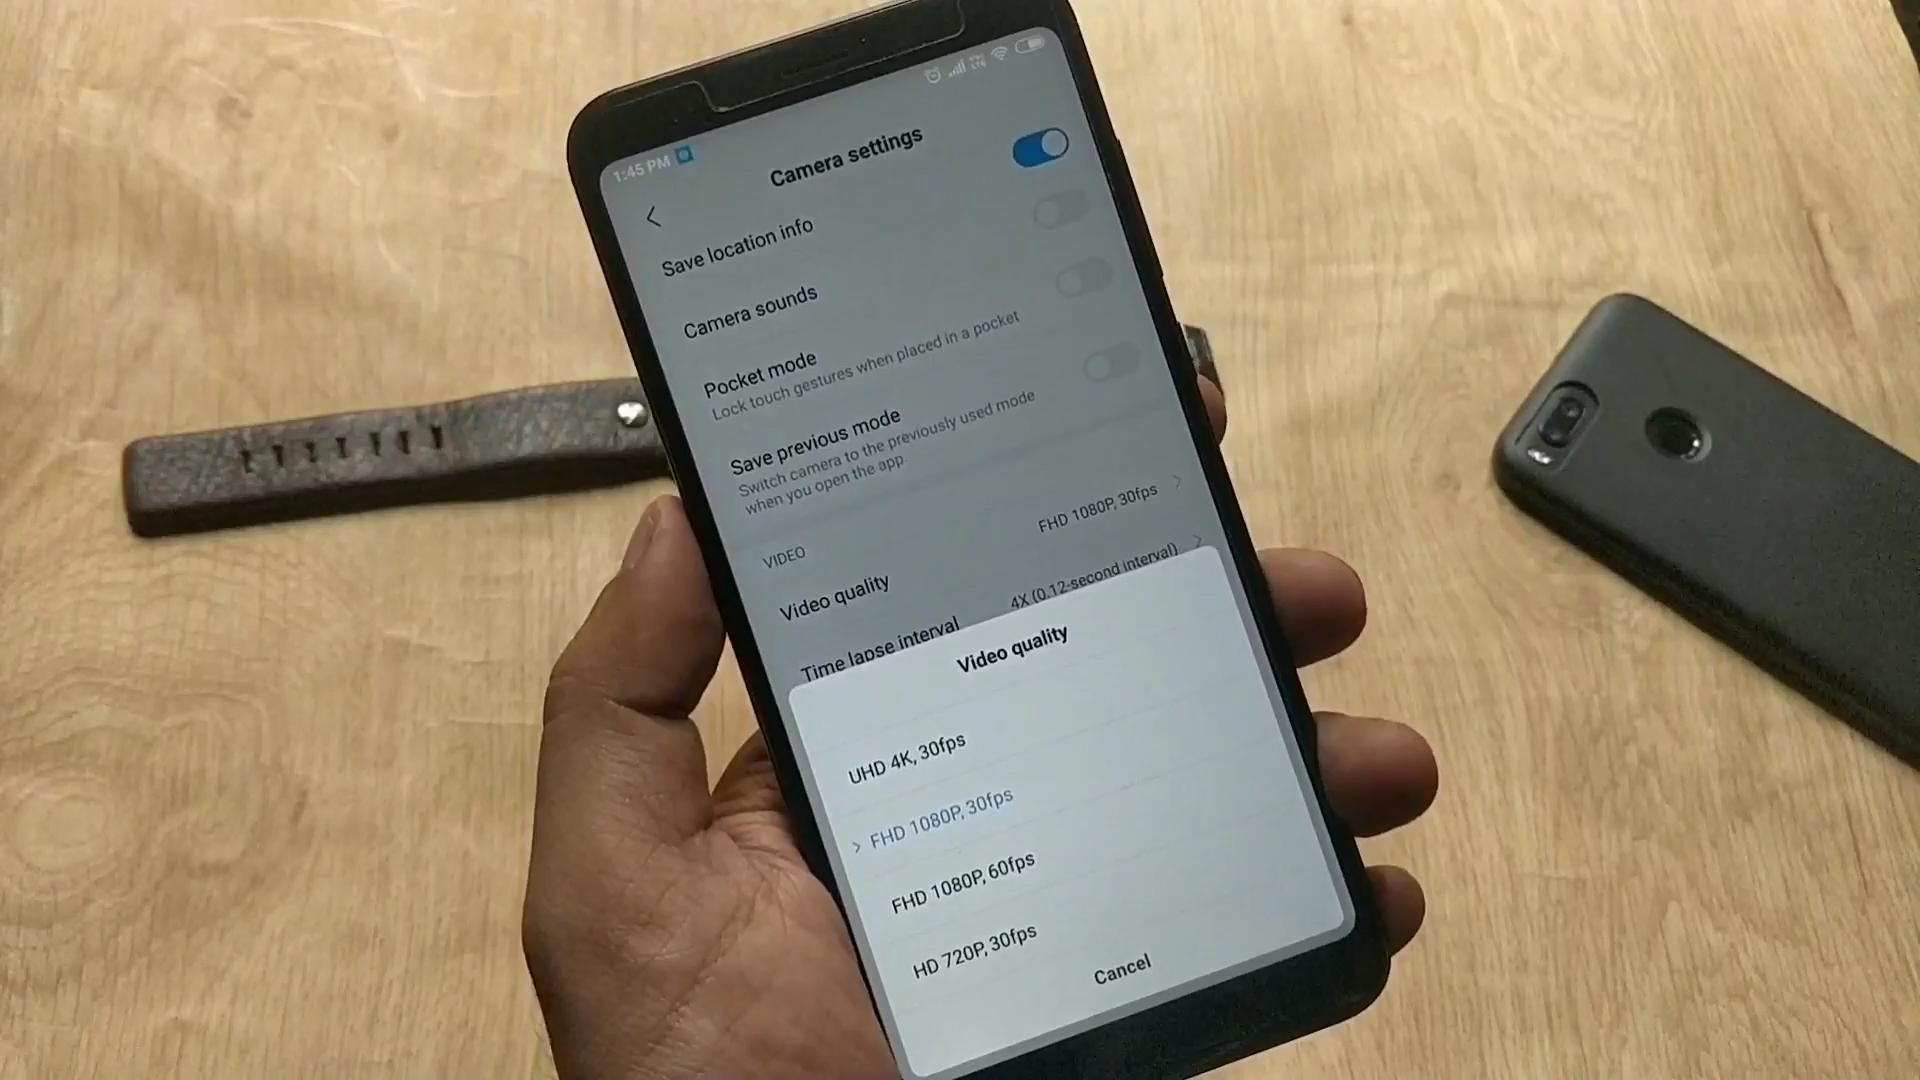 1:45 PM
Camera settings
Save location info
Camera sounds
Pocket mode
Lock touch gestures when placed in a pocket
Save previous mode
Switch camera to the previously used mode
when you open the app
VIDEO
Video quality
FHD 1080P, 30fps
Time lapse interval
4X (0.12-second interval)
Video quality
UHD 4K, 30fps
FHD 1080P, 30fps
FHD 1080P, 60fps
HD 720P, 30fps
Cancel